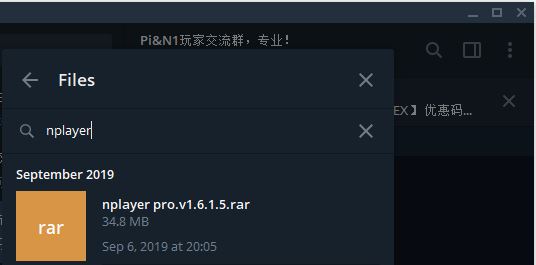 Pi&N1玩家交流群，专业！
Files
EX】优惠码...
nplayer
September 2019
rar
nplayer pro.v1.6.1.5.rar
34.8 MB
Sep 6, 2019 at 20:05